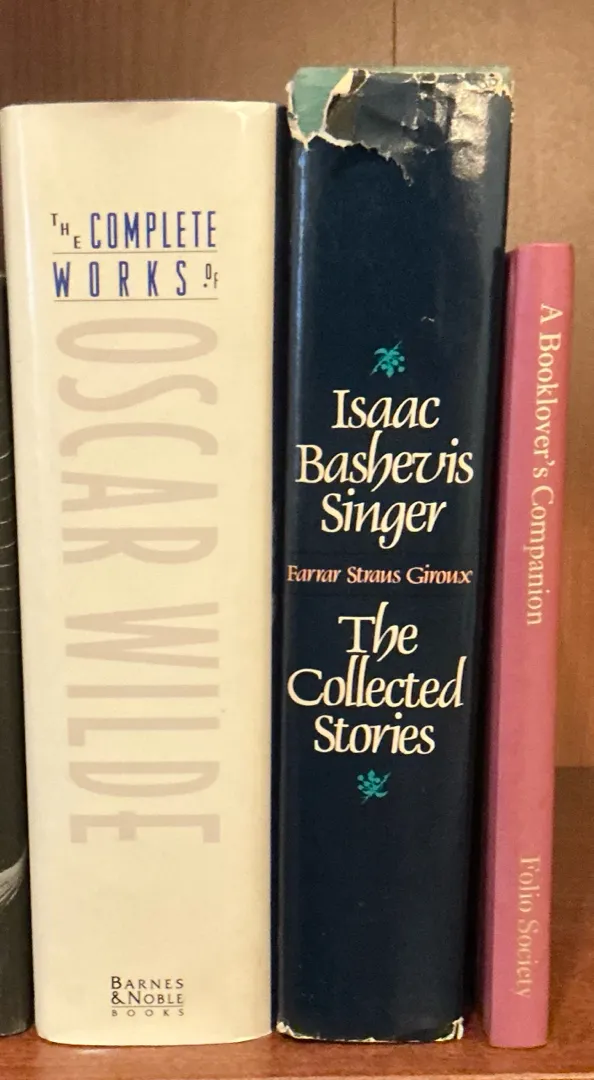 THE COMPLETE
WORKS OF
OSCAR WILDE
BARNES
& NOBLE
BOOKS
Isaac
Bashevis
Singer
Farrar Straus Giroux
The
Collected
Stories
A Booklover's Companion
Folio Society